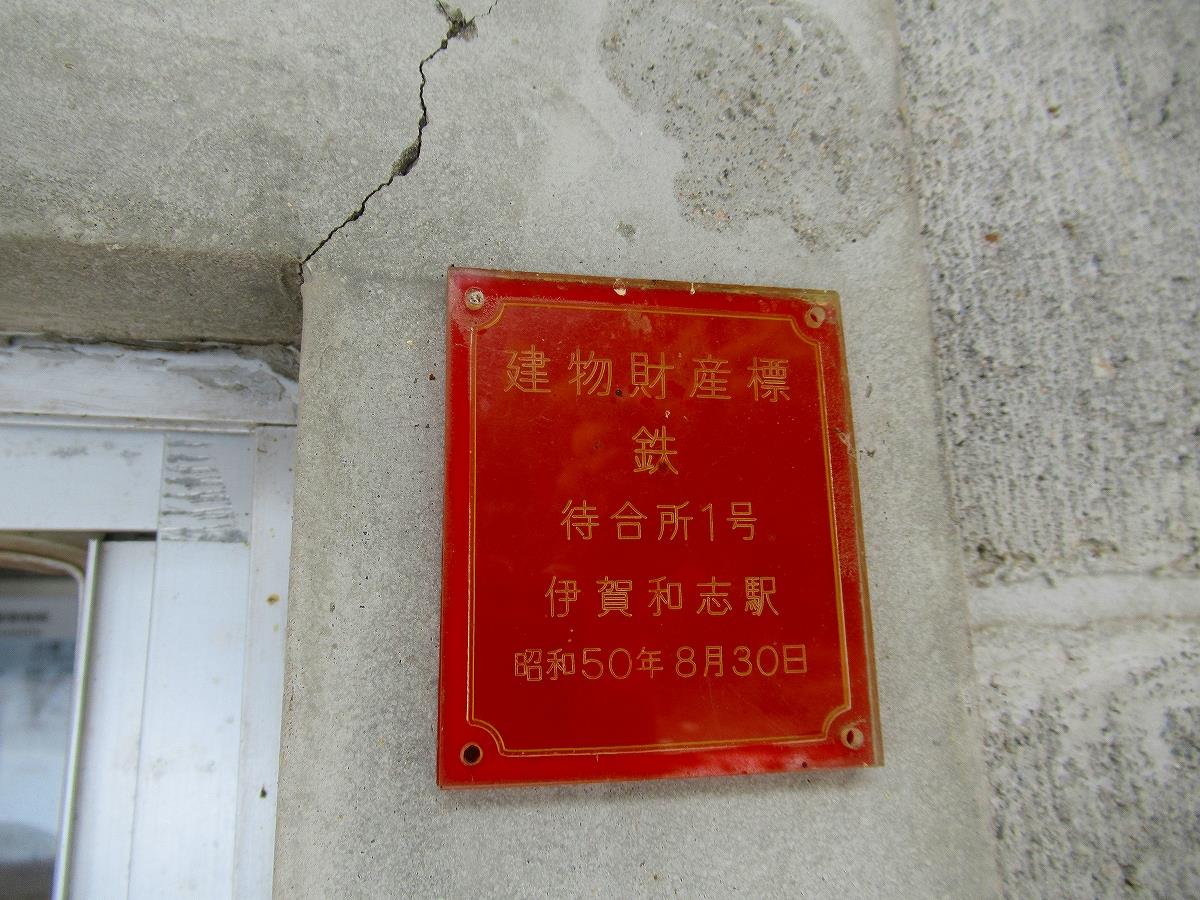 建物財産標
鉄
待合所1号
伊賀和志駅
昭和50年8月30日